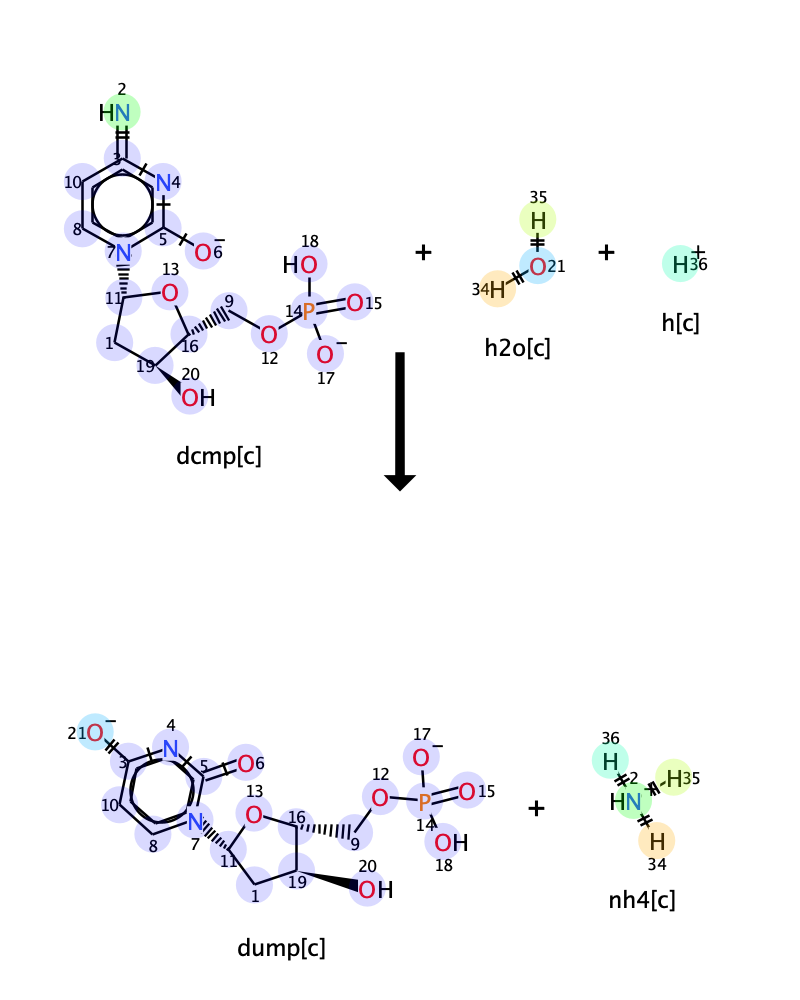 2
HN
3
10
N4
8
5
7N
O6−
11
13
O
1
16
9
19
20
OH
18
HO
14P
O15
O
12
O−
17
+
35
H
O21
34H
+
H36+
h2o[c]
h[c]
dcmp[c]
21O−
4
N
3
5
O6
10
8
N
7
13
O
11
16
1
19
20
OH
9
12
O
17
O−
P
14
O15
OH
18
+
36
H
2
HN
H35
H
34
nh4[c]
dump[c]